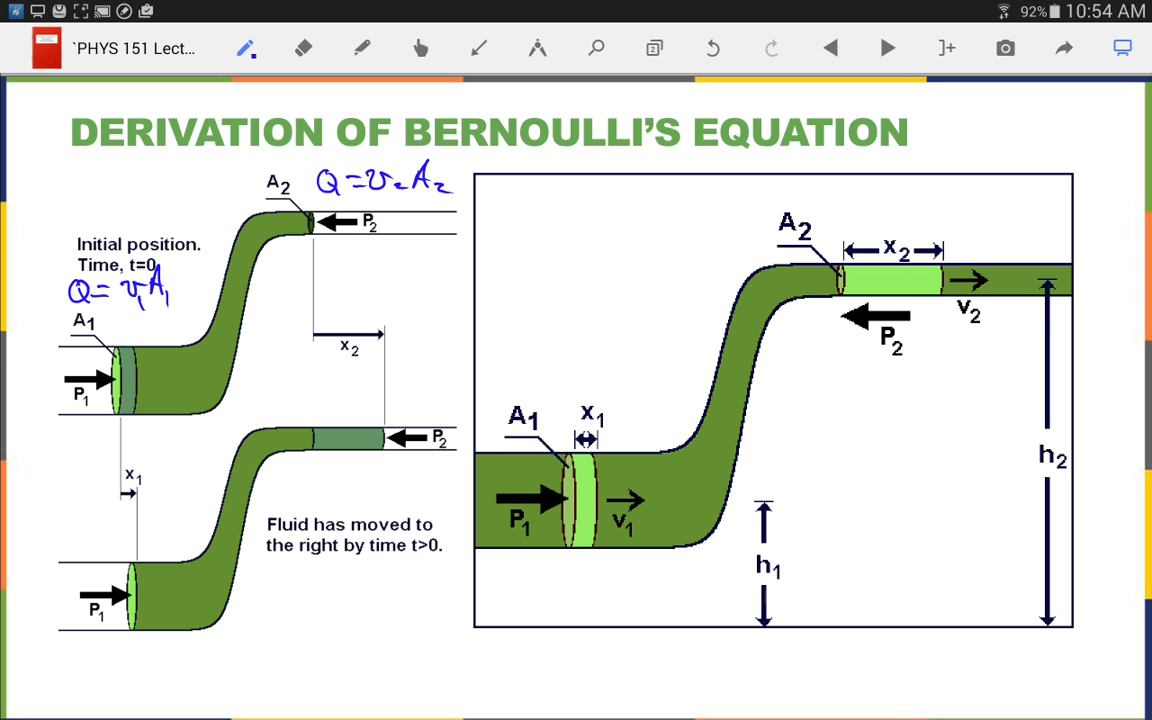 92% 10:54 AM
`PHYS 151 Lect...
2
DERIVATION OF BERNOULLI'S EQUATION
A2
Q = v₂A₂
P2
Initial position.
Time, t=0
Q = v₁A₁
A1
P1
x2
P2
x1
Fluid has moved to
the right by time t>0.
P1
A2
x2
v2
P2
A1
x1
P1
v1
h2
h1